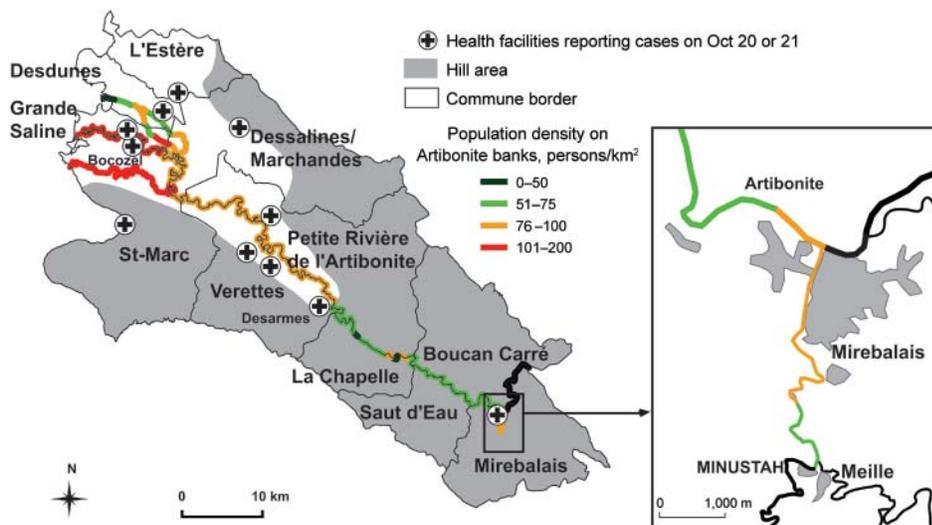 L'Estère
Desdunes
Grande
Saline
Bocozel
Dessalines/
Marchandes
St-Marc
Petite Rivière
de l'Artibonite
Verettes
Desarmes
La Chapelle
Boucan Carré
Saut d'Eau
Mirebalais
Health facilities reporting cases on Oct 20 or 21
Hill area
Commune border
Population density on
Artibonite banks, persons/km²
0–50
51–75
76–100
101–200
N
0 10 km
Artibonite
Mirebalais
MINUSTAH
Meille
0 1,000 m